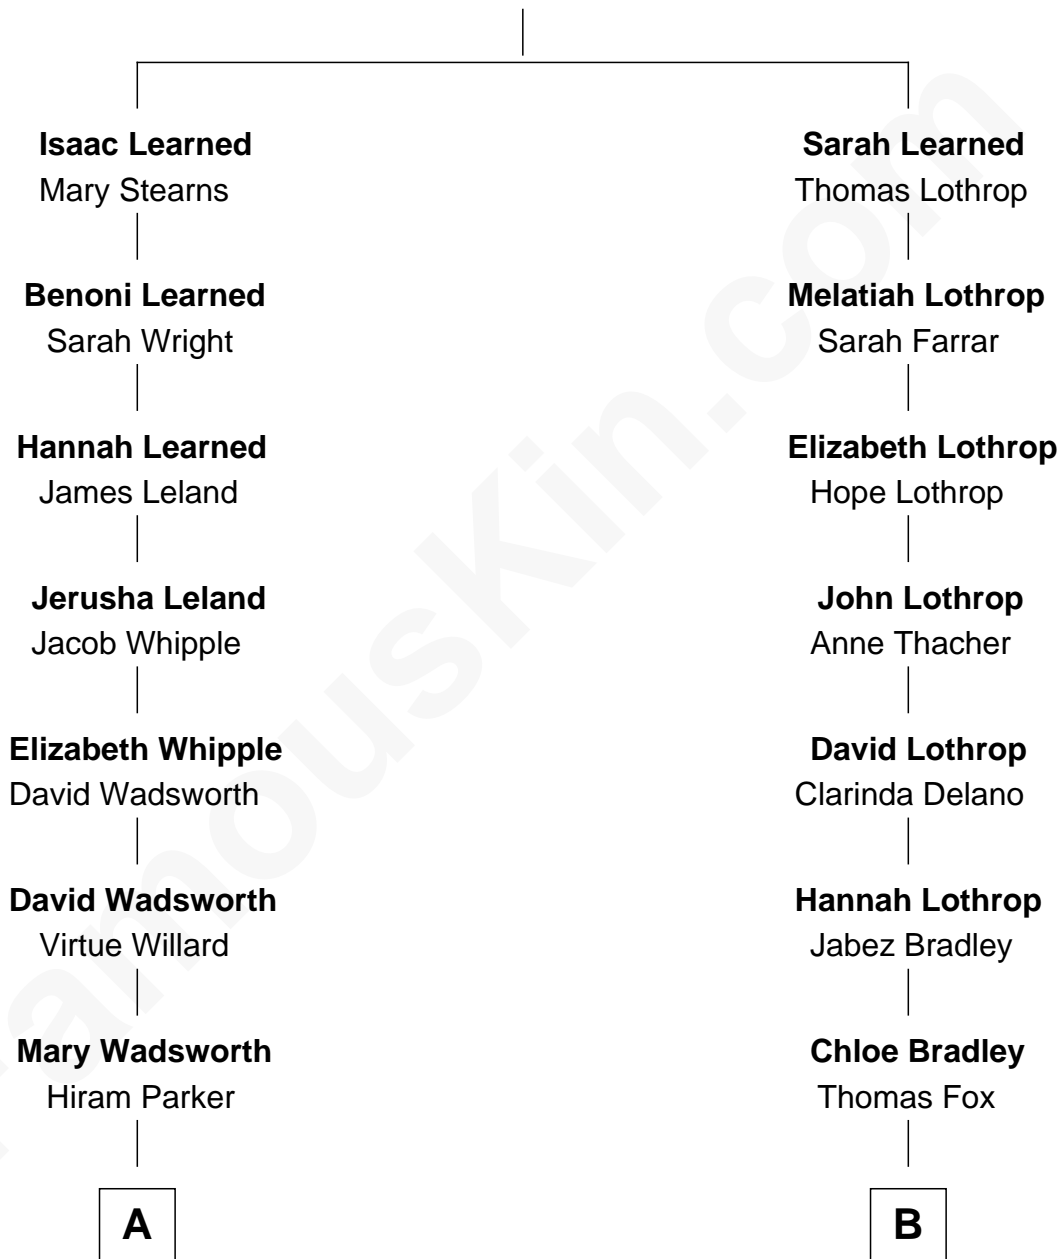 Isaac Learned
Mary Stearns
Benoni Learned
Sarah Wright
Hannah Learned
James Leland
Jerusha Leland
Jacob Whipple
Elizabeth Whipple
David Wadsworth
David Wadsworth
Virtue Willard
Mary Wadsworth
Hiram Parker
A
Sarah Learned
Thomas Lothrop
Melatiah Lothrop
Sarah Farrar
Elizabeth Lothrop
Hope Lothrop
John Lothrop
Anne Thacher
David Lothrop
Clarinda Delano
Hannah Lothrop
Jabez Bradley
Chloe Bradley
Thomas Fox
B
FamousKin.com